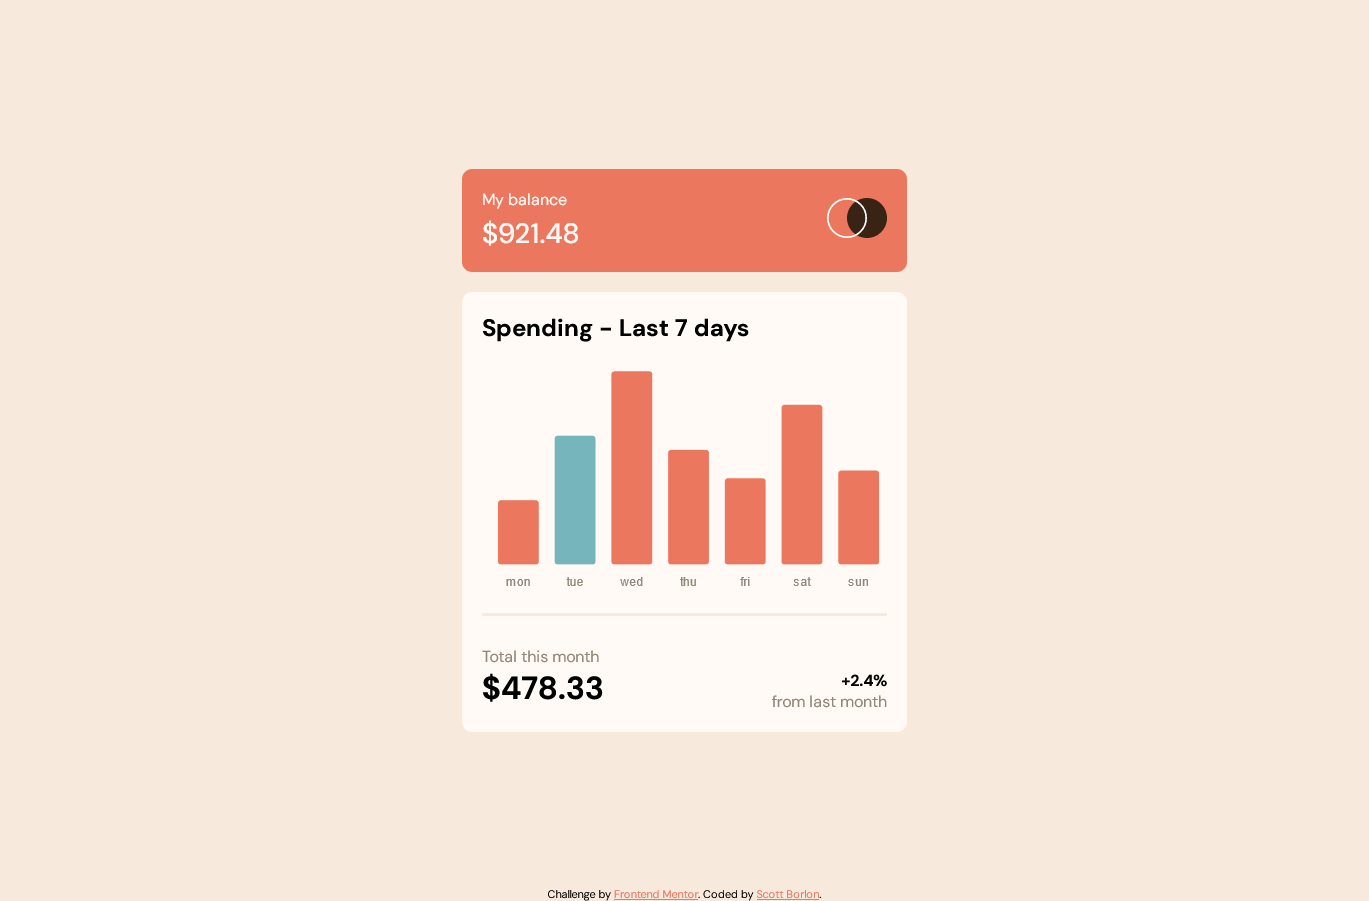 My balance
$921.48
Spending - Last 7 days
mon tue wed thu fri sat sun
Total this month
$478.33
+2.4%
from last month
Challenge by Frontend Mentor. Coded by Scott Borlon.